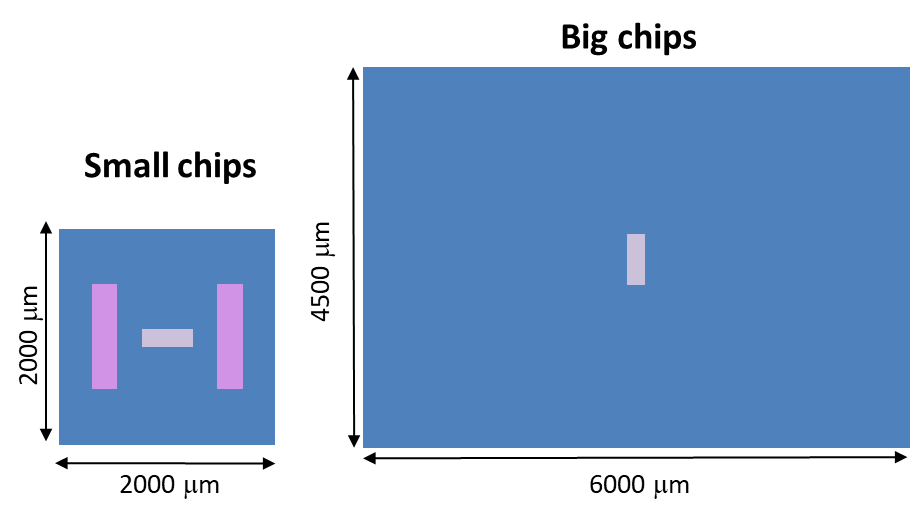 Big chips
Small chips
4500 μm
2000 μm
2000 μm
6000 μm